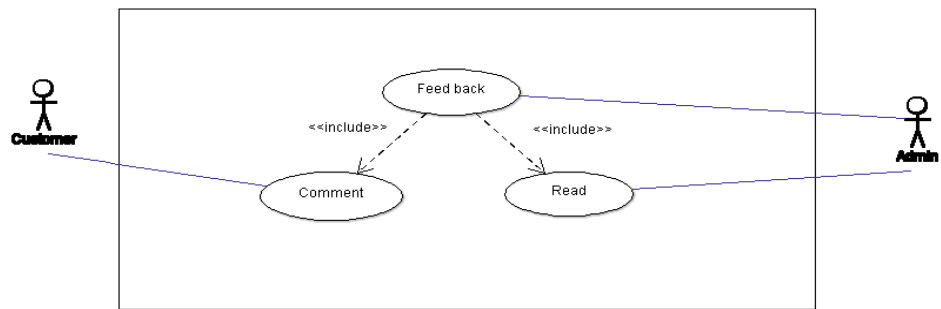 Feed back
<<include>>
<<include>>
Customer
Admin
Comment
Read